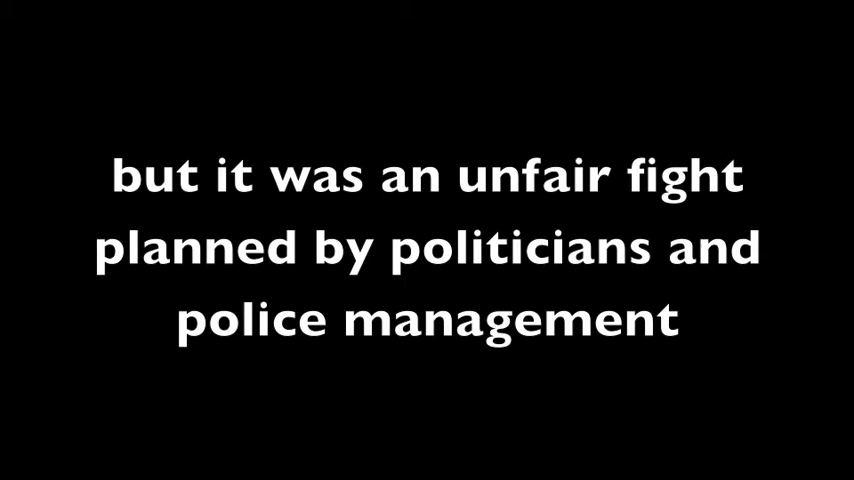 but it was an unfair fight
planned by politicians and
police management